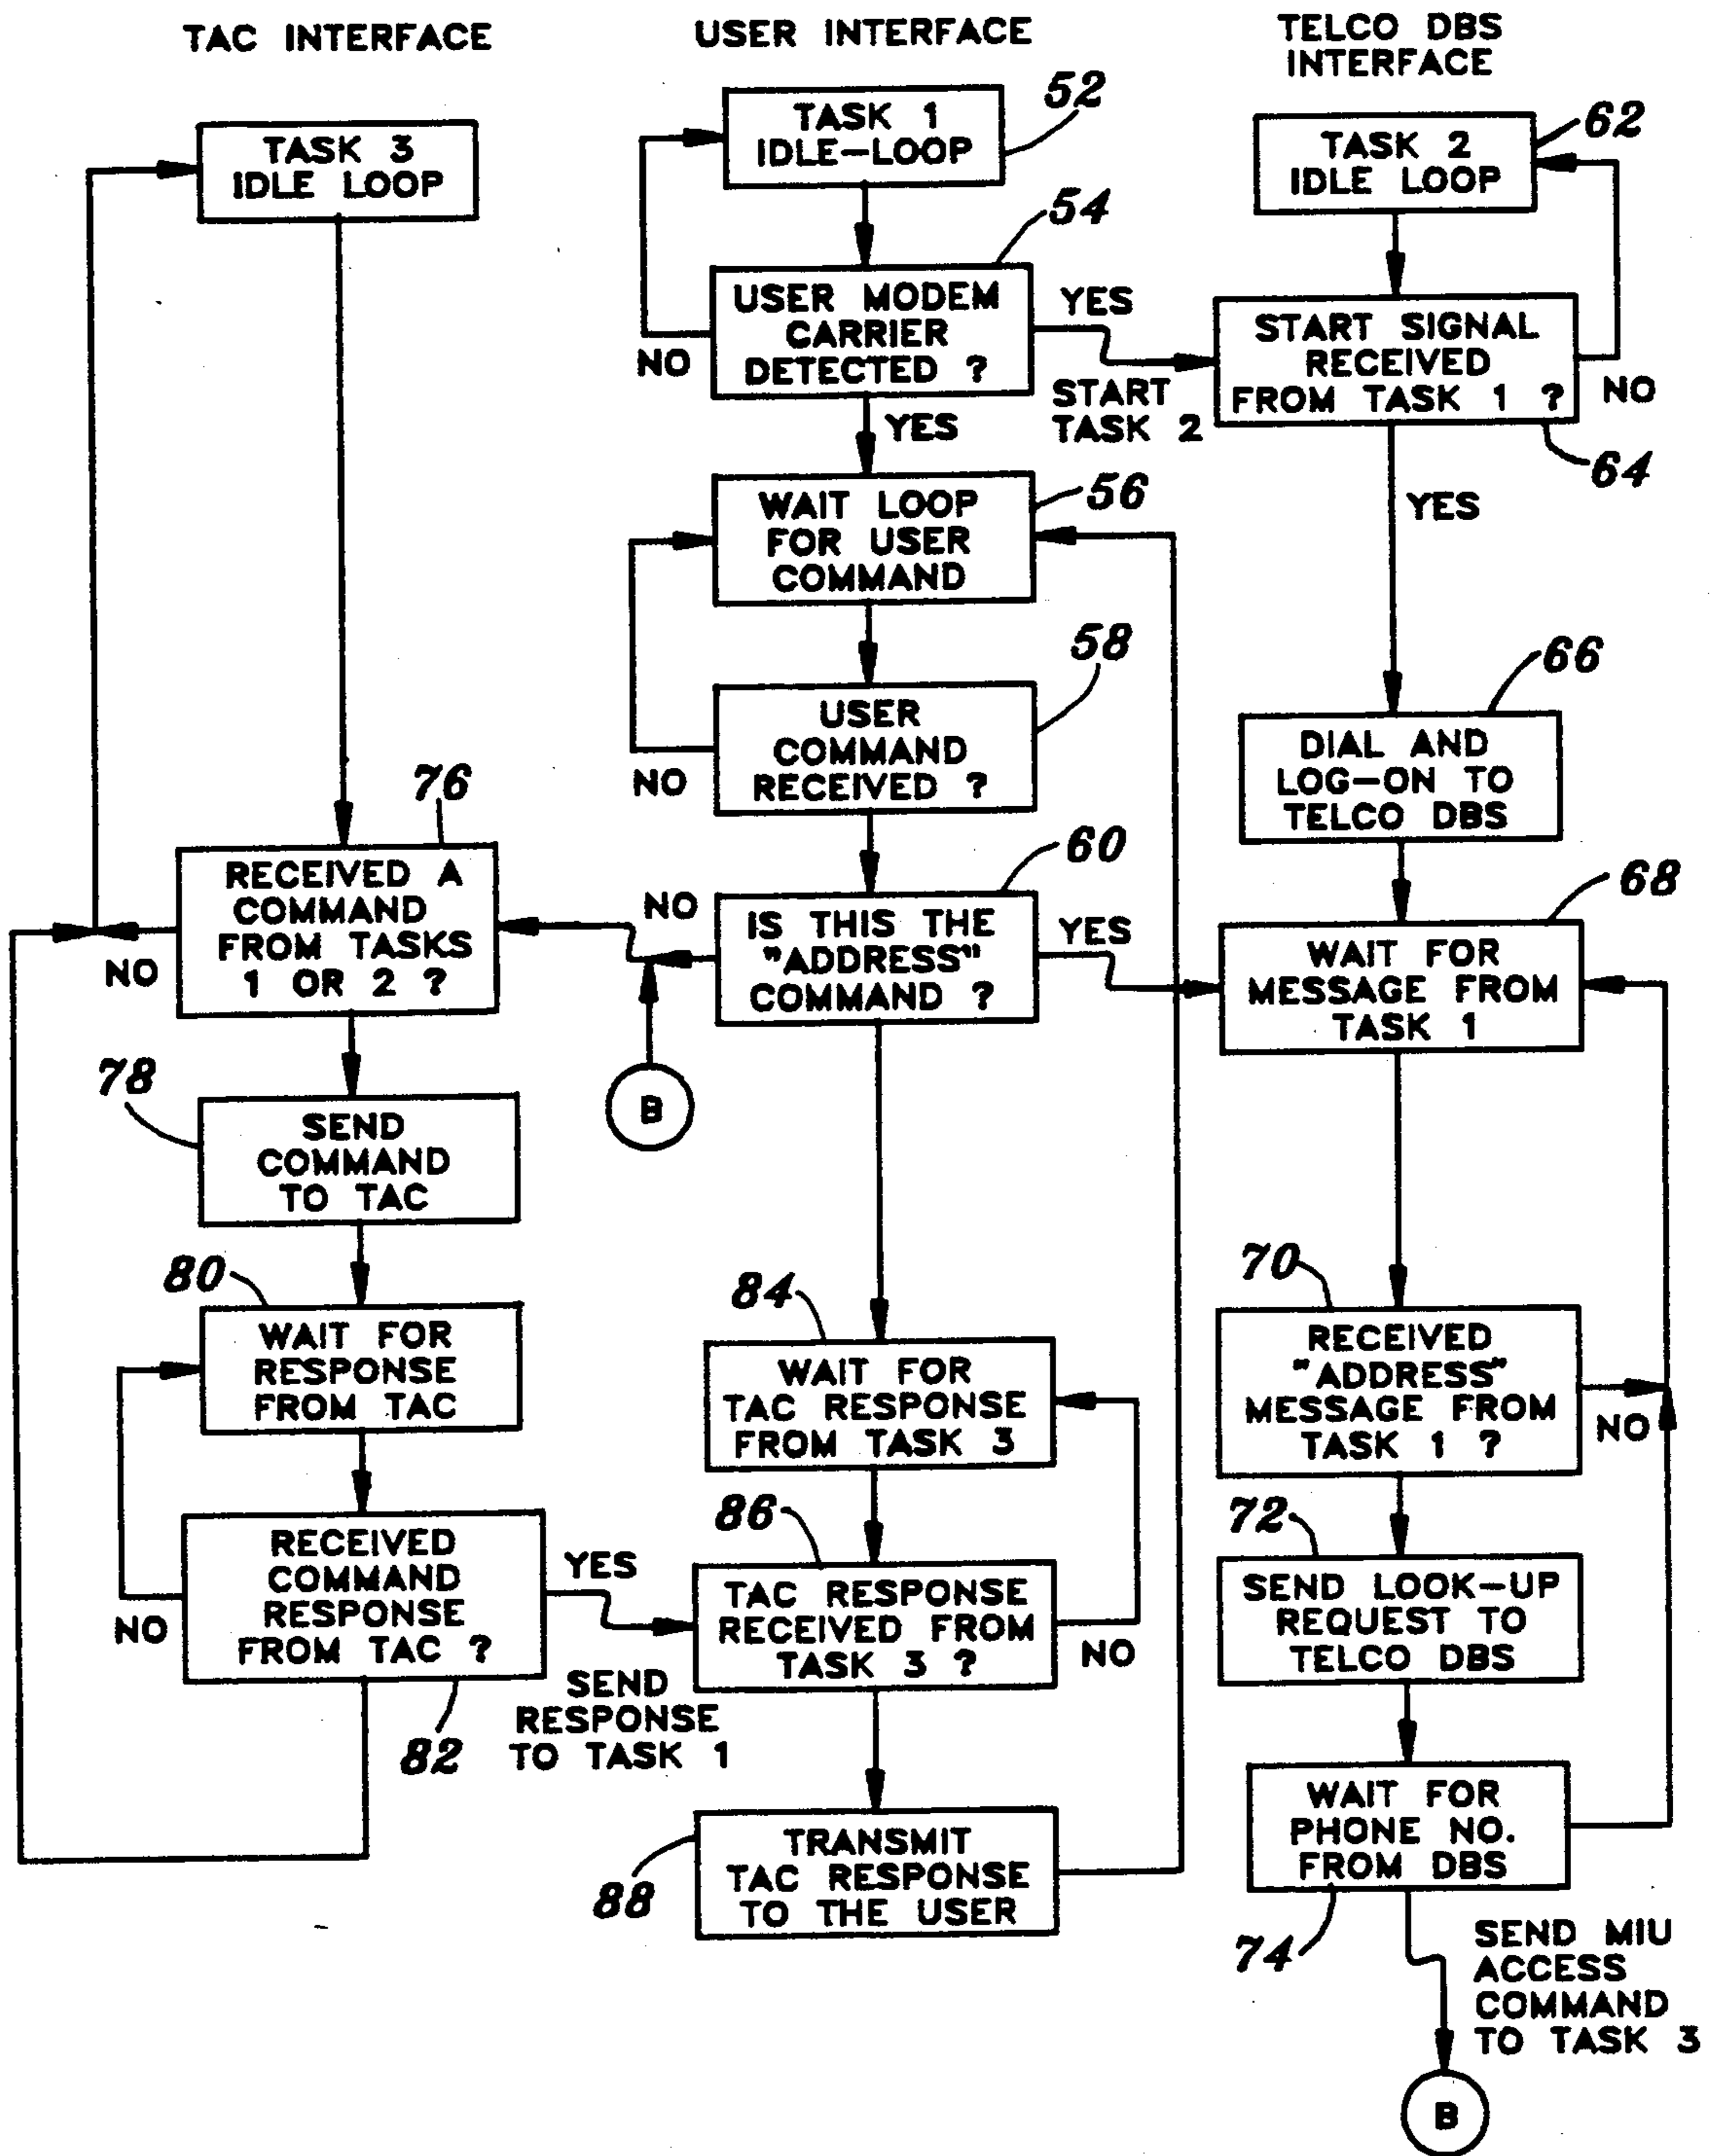 TAC INTERFACE
USER INTERFACE
TELCO DBS
INTERFACE
TASK 3
IDLE LOOP
TASK 1
IDLE-LOOP
52
TASK 2
IDLE LOOP
62
54
USER MODEM
CARRIER
DETECTED ?
NO
YES
START
TASK 2
YES
START SIGNAL
RECEIVED
FROM TASK 1 ?
NO
64
YES
WAIT LOOP
FOR USER
COMMAND
56
58
USER
COMMAND
RECEIVED ?
NO
66
DIAL AND
LOG-ON TO
TELCO DBS
76
RECEIVED A
COMMAND
FROM TASKS
1 OR 2 ?
NO
60
NO
IS THIS THE
"ADDRESS"
COMMAND ?
YES
B
68
WAIT FOR
MESSAGE FROM
TASK 1
78
SEND
COMMAND
TO TAC
80
WAIT FOR
RESPONSE
FROM TAC
84
WAIT FOR
TAC RESPONSE
FROM TASK 3
70
RECEIVED
"ADDRESS"
MESSAGE FROM
TASK 1 ?
NO
RECEIVED
COMMAND
RESPONSE
FROM TAC ?
NO
YES
SEND
RESPONSE
TO TASK 1
82
86
TAC RESPONSE
RECEIVED FROM
TASK 3 ?
NO
72
SEND LOOK-UP
REQUEST TO
TELCO DBS
TRANSMIT
TAC RESPONSE
TO THE USER
88
WAIT FOR
PHONE NO.
FROM DBS
74
SEND MIU
ACCESS
COMMAND
TO TASK 3
B